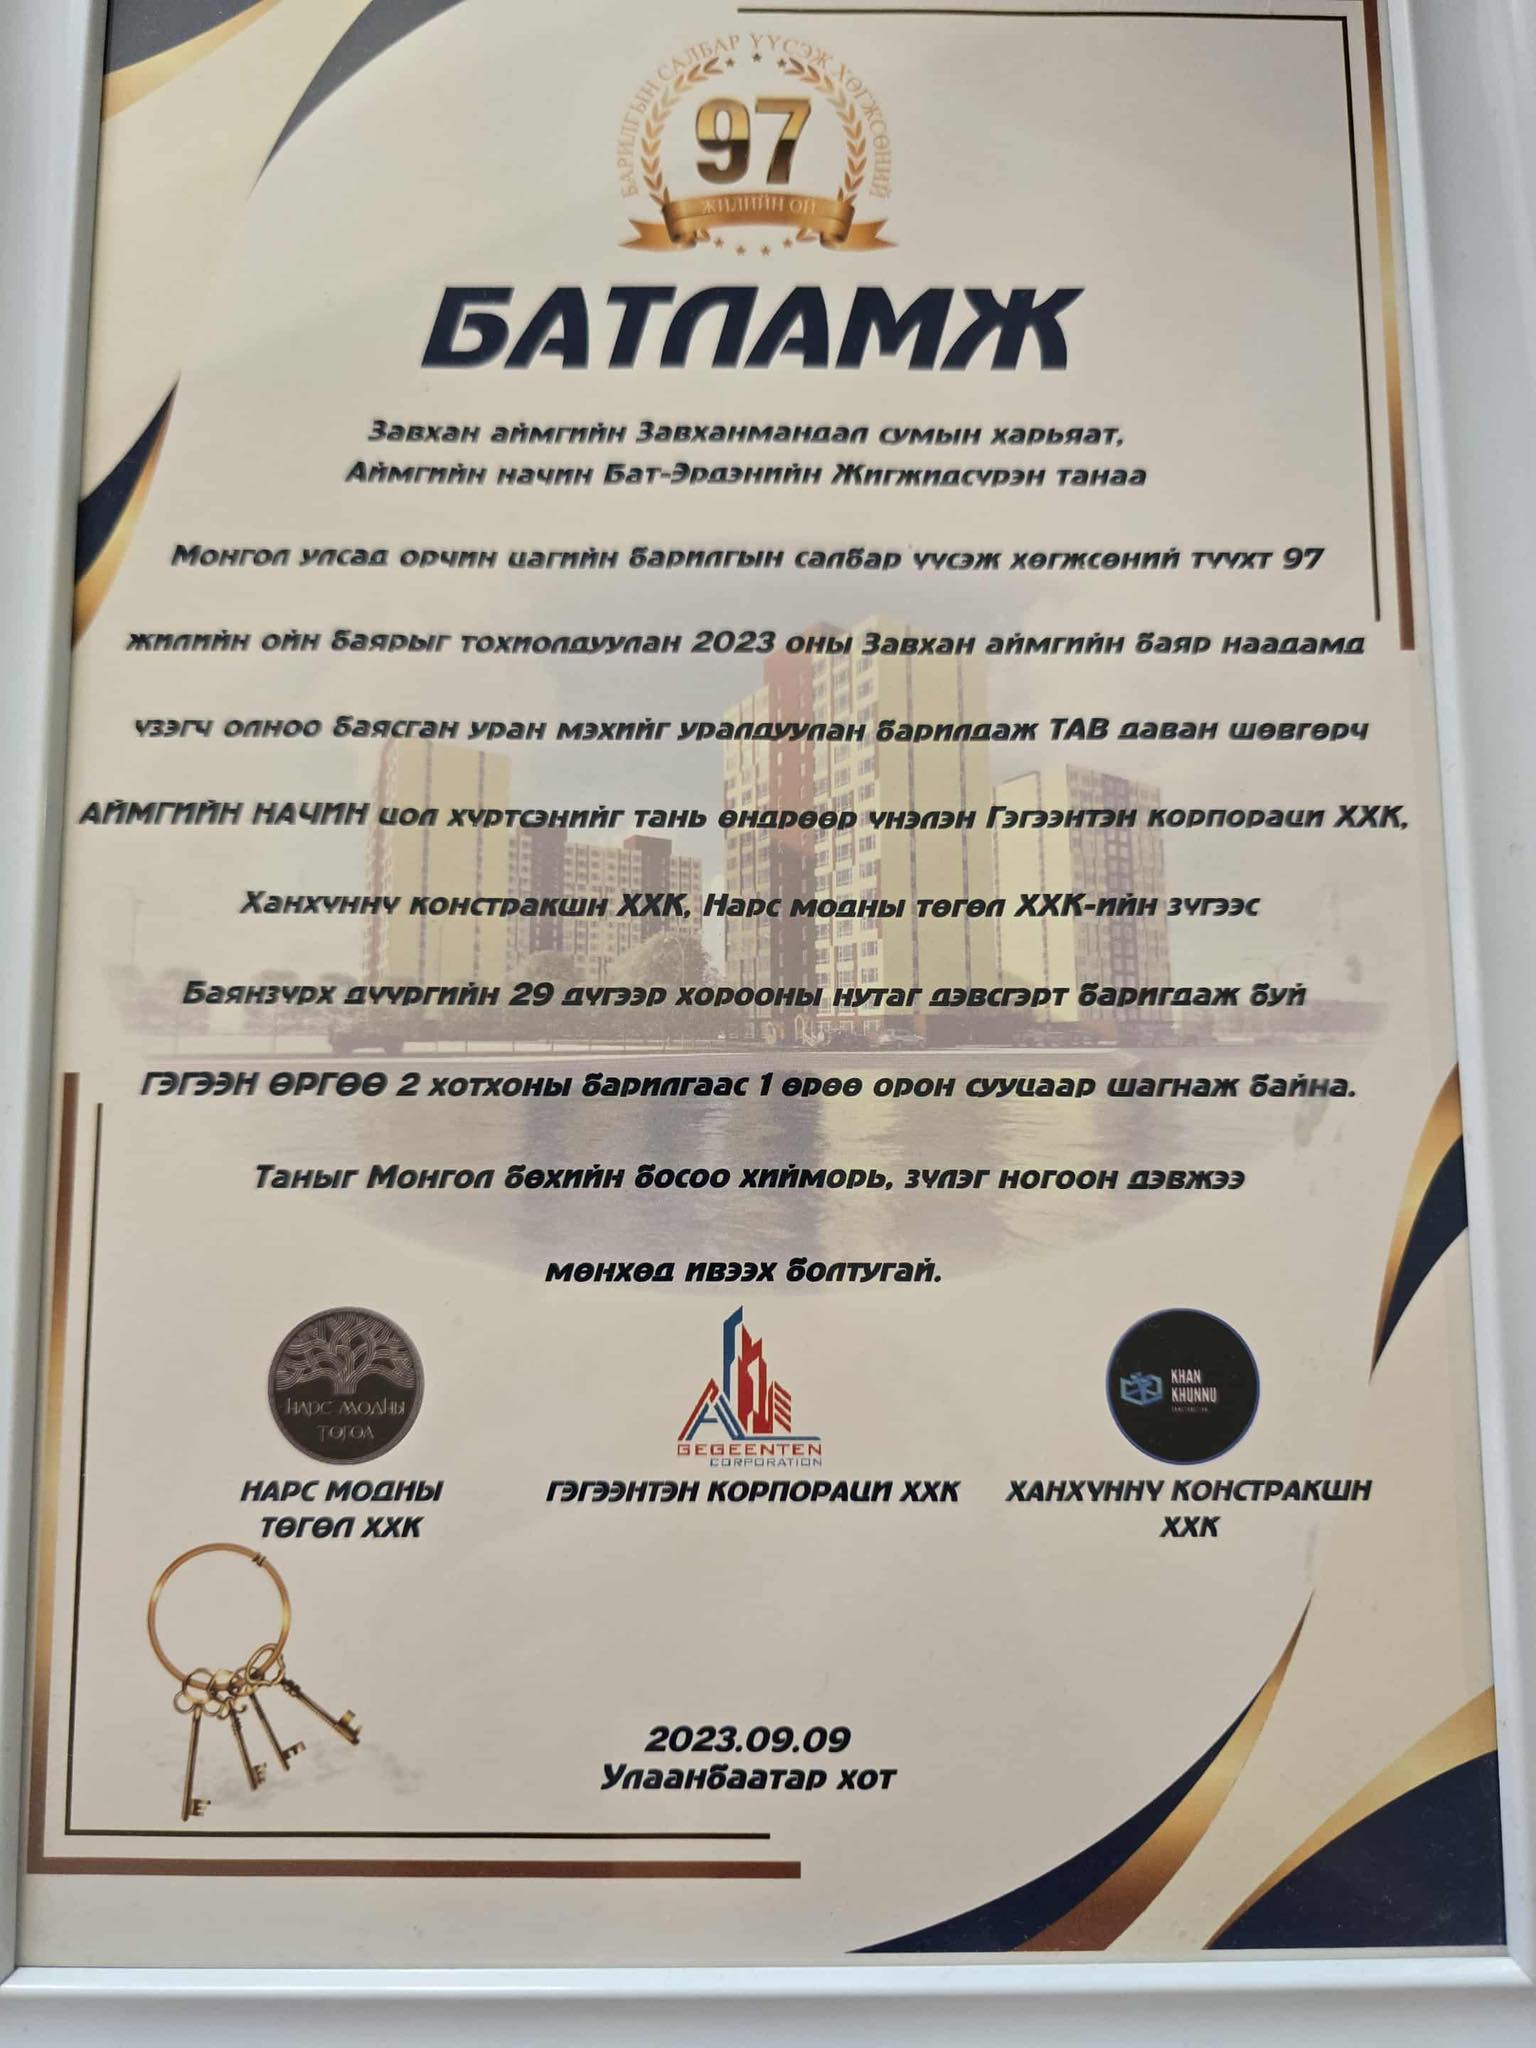 БАРИЛГЫН САЛБАР ҮҮСЭЖ ХӨГЖСӨНИЙ
97
ЖИЛИЙН ОЙ
БАТЛАМЖ
Завхан аймгийн Завханмандал сумын харьяат,
Аймгийн начин Бат-Эрдэнийн Жигжидсүрэн танаа
Монгол улсад орчин цагийн барилгын салбар үүсэж хөгжсөний түүхт 97
жилийн ойн баярыг тохиолдуулан 2023 оны Завхан аймгийн баяр наадамд
үзэгч олноо баясган уран мэхийг уралдуулан барилдаж ТАВ даван шөвгөрч
АЙМГИЙН НАЧИН цол хүртсэнийг тань өндрөөр үнэлэн Гэгээнтэн корпораци ХХК,
Ханхүннү констракшн ХХК, Нарс модны төгөл ХХК-ийн зүгээс
Баянзүрх дүүргийн 29 дүгээр хорооны нутаг дэвсгэрт баригдаж буй
ГЭГЭЭН ӨРГӨӨ 2 хотхоны барилгаас 1 өрөө орон сууцаар шагнаж байна.
Таныг Монгол бөхийн босоо хийморь, зүлэг ногоон дэвжээ
мөнхөд ивээх болтугай.
НАРС МОДНЫ
ТӨГӨЛ
GEGEENTEN
CORPORATION
KHAN
KHUNNU
НАРС МОДНЫ
ТӨГӨЛ ХХК
ГЭГЭЭНТЭН КОРПОРАЦИ ХХК
ХАНХҮННҮ КОНСТРАКШН
ХХК
2023.09.09
Улаанбаатар хот